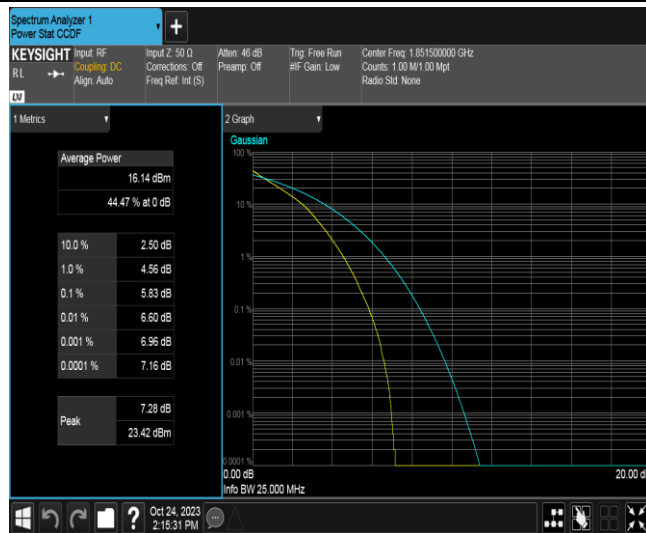 Spectrum Analyzer 1
Power Stat CCDF
+
KEYSIGHT
RL
Input: RF
Coupling: DC
Align: Auto
Input Z: 50 Ω
Corrections: Off
Freq Ref: Int (S)
Atten: 46 dB
Preamp: Off
Trig: Free Run
#IF Gain: Low
Center Freq: 1.851500000 GHz
Counts: 1.00 M/1.00 Mpt
Radio Std: None
1 Metrics
Average Power
16.14 dBm
44.47 % at 0 dB
10.0 % 2.50 dB
1.0 % 4.56 dB
0.1 % 5.83 dB
0.01 % 6.60 dB
0.001 % 6.96 dB
0.0001 % 7.16 dB
Peak
7.28 dB
23.42 dBm
2 Graph
Gaussian
100 %
10 %
1 %
0.1 %
0.01 %
0.001 %
0.0001 %
0.00 dB 20.00 d
Info BW 25.000 MHz
?
Oct 24, 2023
2:15:31 PM